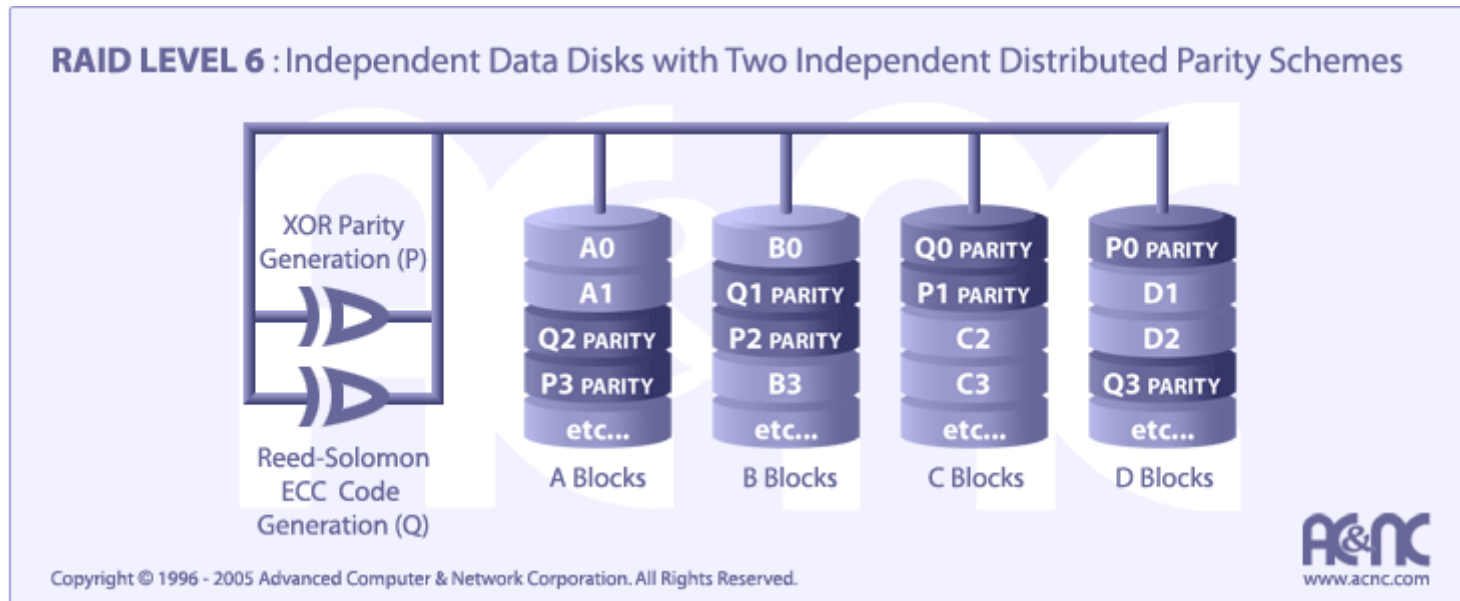 RAID LEVEL 6 : Independent Data Disks with Two Independent Distributed Parity Schemes
XOR Parity
Generation (P)
Reed-Solomon
ECC Code
Generation (Q)
A0
A1
Q2 PARITY
P3 PARITY
etc...
A Blocks
B0
Q1 PARITY
P2 PARITY
B3
etc...
B Blocks
Q0 PARITY
P1 PARITY
C2
C3
etc...
C Blocks
P0 PARITY
D1
D2
Q3 PARITY
etc...
D Blocks
AC&NC
www.acnc.com
Copyright © 1996 - 2005 Advanced Computer & Network Corporation. All Rights Reserved.